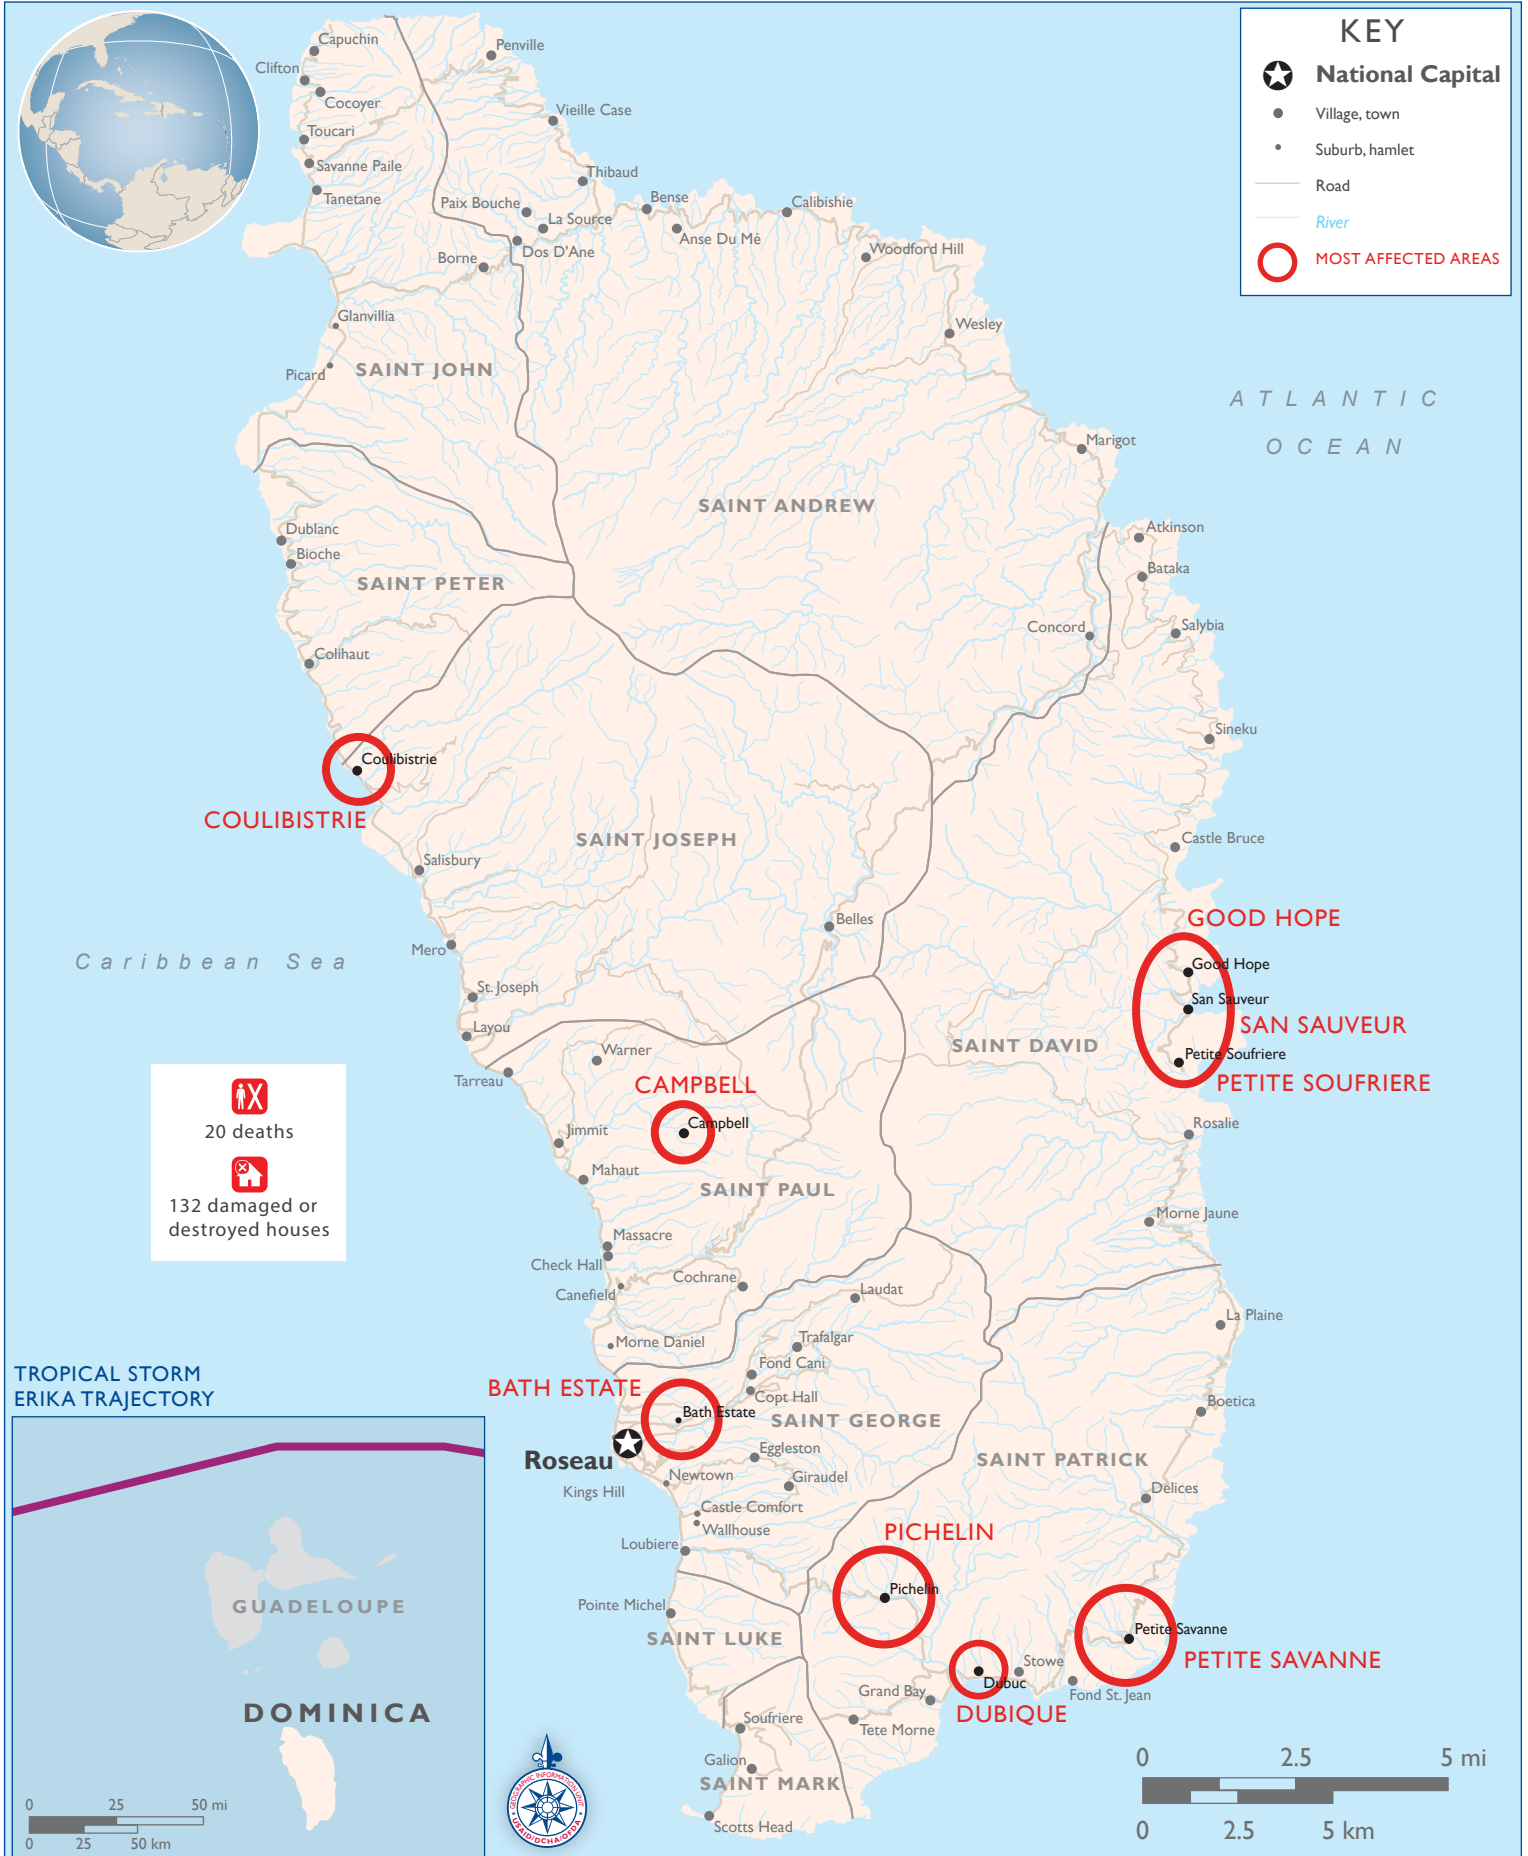 KEY
National Capital
Village, town
Suburb, hamlet
Road
River
MOST AFFECTED AREAS
Capuchin
Penville
Clifton
Cocoyer
Vieille Case
Toucari
Savanne Paile
Thibaud
Tanetane
Paix Bouche
Bense
Calibishie
La Source
Anse Du Mé
Dos D'Ane
Woodford Hill
Borne
Glanvillia
Wesley
SAINT JOHN
Picard
ATLANTIC
OCEAN
Marigot
SAINT ANDREW
Dublanc
Atkinson
Bioche
Bataka
SAINT PETER
Concord
Salybia
Colihaut
Sineku
Coulibistrie
COULIBISTRIE
SAINT JOSEPH
Castle Bruce
Salisbury
GOOD HOPE
Belles
Mero
Caribbean Sea
Good Hope
St. Joseph
San Sauveur
SAN SAUVEUR
Layou
SAINT DAVID
Warner
Petite Soufriere
PETITE SOUFRIERE
Tarreau
CAMPBELL
Campbell
Rosalie
Jimmit
20 deaths
Mahaut
SAINT PAUL
132 damaged or
destroyed houses
Morne Jaune
Massacre
Check Hall
Cochrane
Canefield
Laudat
La Plaine
Morne Daniel
Trafalgar
Fond Cani
TROPICAL STORM
ERIKA TRAJECTORY
BATH ESTATE
Copt Hall
Bath Estate
SAINT GEORGE
Boetica
Roseau
Eggleston
SAINT PATRICK
Newtown
Giraudel
Kings Hill
Delices
Castle Comfort
Wallhouse
PICHELIN
Loubiere
Pichelin
Pointe Michel
SAINT LUKE
Petite Savanne
PETITE SAVANNE
Stowe
Dubuc
Grand Bay
Fond St. Jean
DUBIQUE
Soufriere
Tete Morne
Galion
SAINT MARK
Scotts Head
GUADELOUPE
DOMINICA
0 25 50 mi
0 25 50 km
GEOGRAPHIC INFORMATION UNIT
USAID/DCHA/OFDA
0 2.5 5 mi
0 2.5 5 km